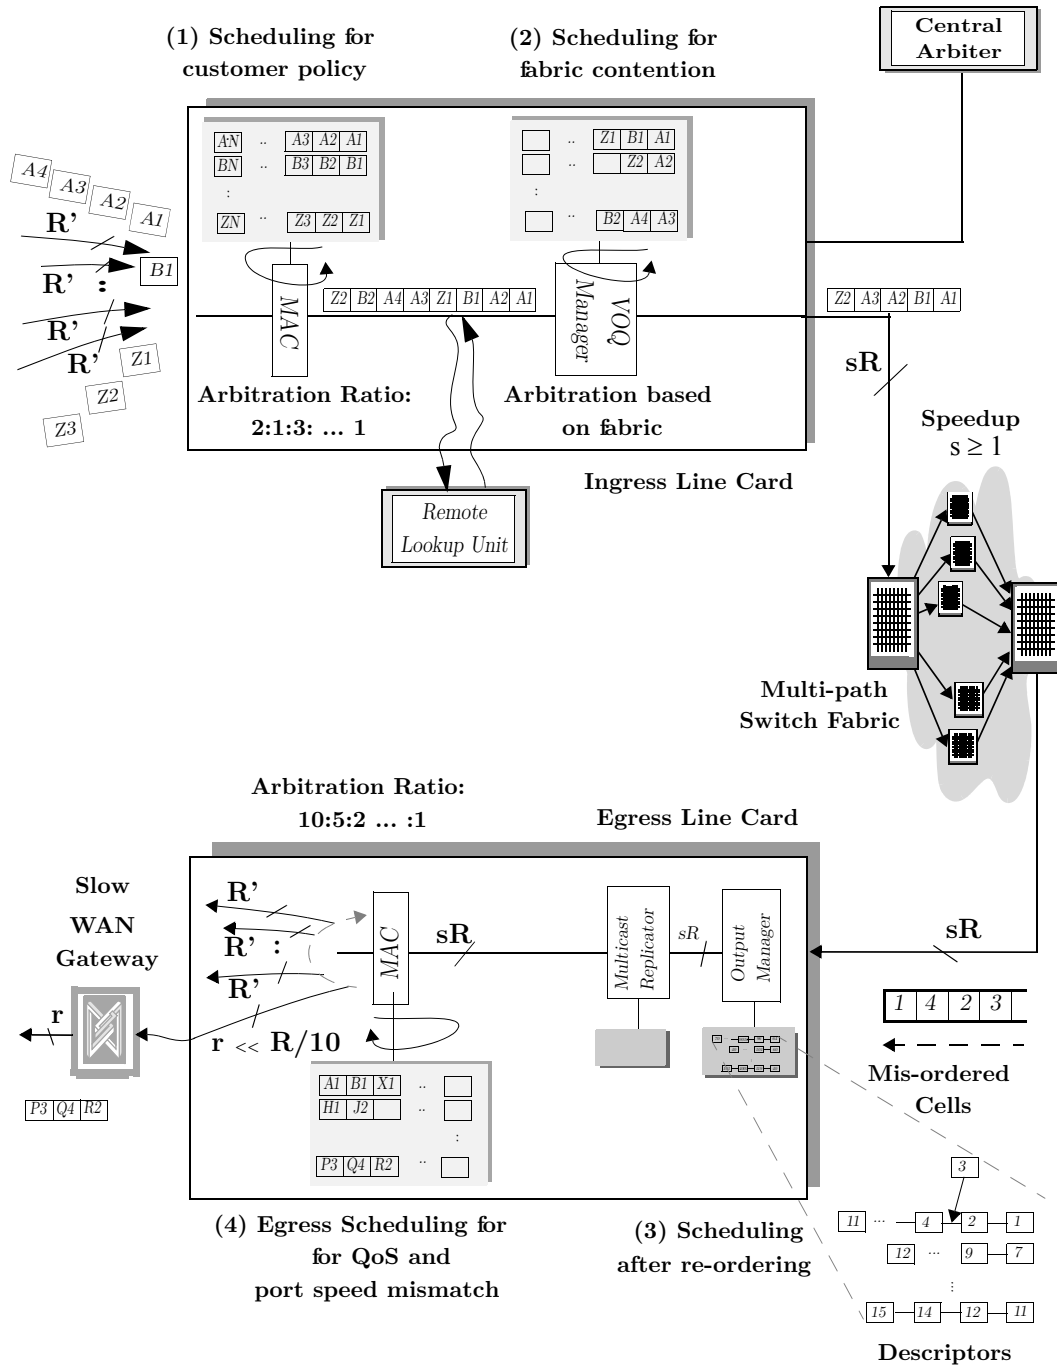 (1) Scheduling for
customer policy
(2) Scheduling for
fabric contention
Central
Arbiter
AN .. A3 A2 A1
BN .. B3 B2 B1
:
ZN .. Z3 Z2 Z1
.. Z1 B1 A1
.. Z2 A2
:
.. B2 A4 A3
A4
A3
A2
A1
R'
B1
R' :
R'
R'
Z1
Z2
Z3
MAC
Z2 B2 A4 A3 Z1 B1 A2 A1
VOQ
Manager
Z2 A3 A2 B1 A1
sR
Arbitration Ratio:
2:1:3: ... 1
Arbitration based
on fabric
Ingress Line Card
Remote
Lookup Unit
Speedup
s ≥ 1
Multi-path
Switch Fabric
Arbitration Ratio:
10:5:2 ... :1
Egress Line Card
Slow
WAN
Gateway
r
P3 Q4 R2
R'
R' :
R'
r << R/10
MAC
sR
Multicast
Replicator
sR
Output
Manager
sR
1 4 2 3
Mis-ordered
Cells
A1 B1 X1 ..
H1 J2 ..
:
P3 Q4 R2 ..
(4) Egress Scheduling for
for QoS and
port speed mismatch
(3) Scheduling
after re-ordering
3
11 ... 4 2 1
12 ... 9 7
...
15 14 12 11
Descriptors